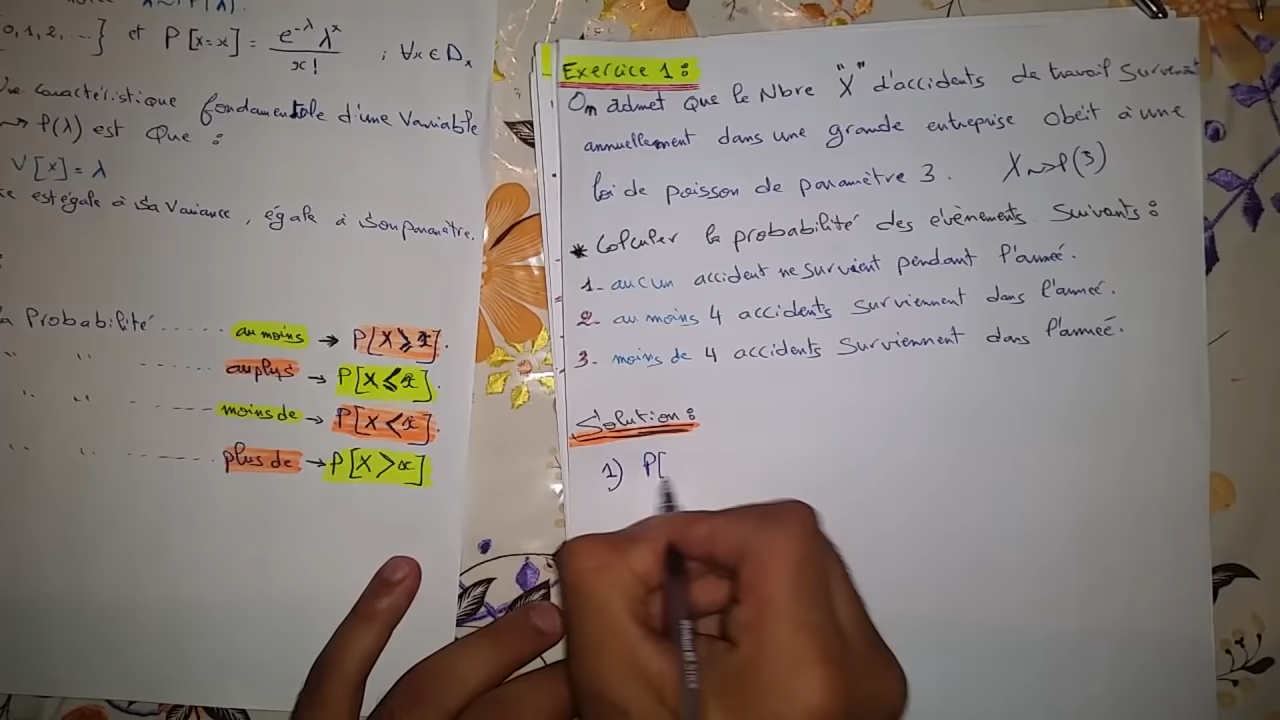 0, 1, 2, ...} et P[X=x] = e^-λ λ^x / x! ; ∀x ∈ Dx
Une caractéristique fondamentale d'une Variable
⇝ P(λ) est Que :
V[X] = λ
est égale à sa Variance, égale à son paramètre.
la Probabilité ..... au moins → P[X ≥ x].
" " ..... au plus → P[X ≤ x].
" " ..... moins de → P[X < x].
" " ..... plus de → P[X > x]
Exercice 1 :
On admet que le Nbre "X" d'accidents de travail survenant
annuellement dans une grande entreprise obéit à une
loi de poisson de paramètre 3. X⇝P(3)
* Calculer la probabilité des evènements Suivants :
1- aucun accident ne survient pendant l'anneé.
2- au moins 4 accidents surviennent dans l'anneé.
3- moins de 4 accidents Surviennent dans l'anneé.
Solution :
1) P[